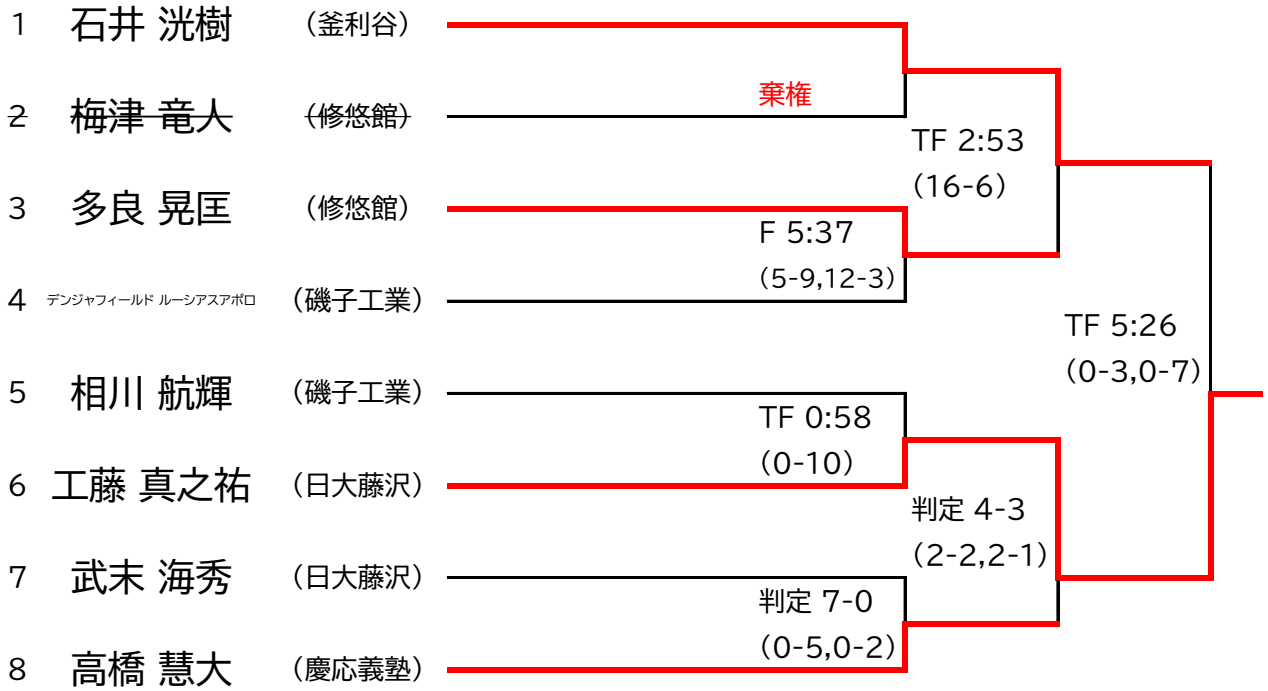 1 石井 洸樹 （釜利谷）
棄権
2 梅津 竜人 （修悠館）
TF 2:53
（16-6）
3 多良 晃匡 （修悠館）
F 5:37
（5-9,12-3）
4 デンジャフィールド ルーシアスアポロ （磯子工業）
TF 5:26
（0-3,0-7）
5 相川 航輝 （磯子工業）
TF 0:58
（0-10）
6 工藤 真之祐 （日大藤沢）
判定 4-3
（2-2,2-1）
7 武末 海秀 （日大藤沢）
判定 7-0
（0-5,0-2）
8 高橋 慧大 （慶応義塾）